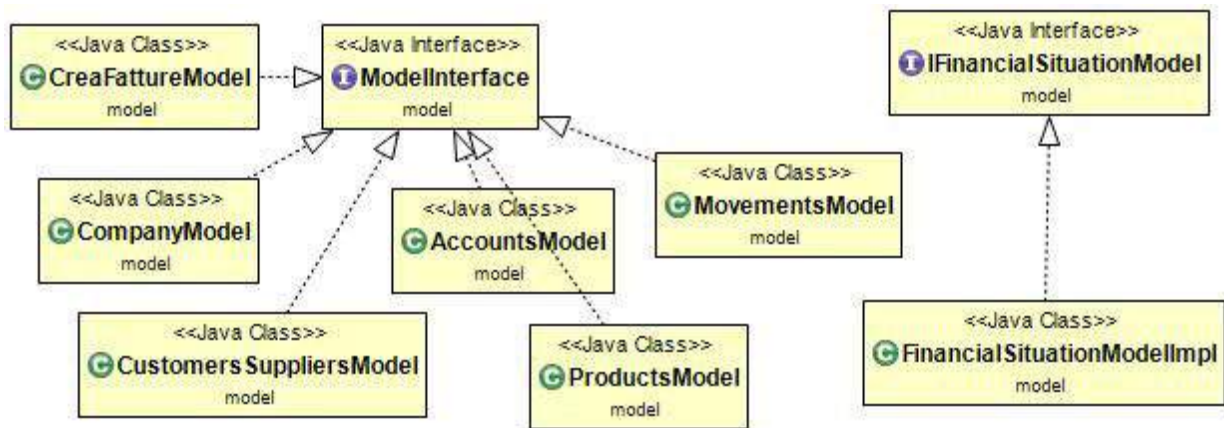 <<Java Class>>
CreaFattureModel
model
<<Java Interface>>
ModelInterface
model
<<Java Interface>>
IFinancialSituationModel
model
<<Java Class>>
CompanyModel
model
<<Java Class>>
AccountsModel
model
<<Java Class>>
MovementsModel
model
<<Java Class>>
CustomersSuppliersModel
model
<<Java Class>>
ProductsModel
model
<<Java Class>>
FinancialSituationModelImpl
model